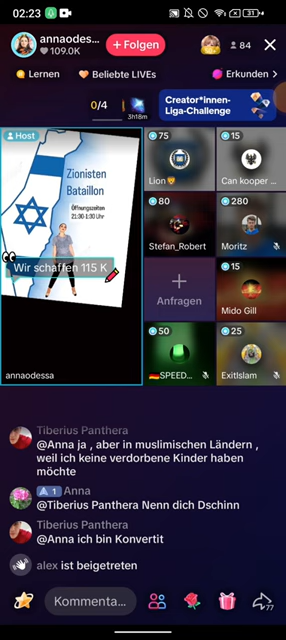 02:23
31
annaodes...
109.0K
+ Folgen
84
Lernen
Beliebte LIVEs
Erkunden
0/4
3h18m
Creator*innen-
Liga-Challenge
Host
Zionisten
Bataillon
Öffnungszeiten
21:30-1:30 Uhr
Wir schaffen 115 K
annaodessa
75
Lion
15
Can kooper ...
80
Stefan_Robert
280
Moritz
Anfragen
15
Mido Gill
50
SPEED...
25
ExitIslam
Tiberius Panthera
@Anna ja , aber in muslimischen Ländern ,
weil ich keine verdorbene Kinder haben
möchte
1 Anna
@Tiberius Panthera Nenn dich Dschinn
Tiberius Panthera
@Anna ich bin Konvertit
alex ist beigetreten
Kommenta...
77